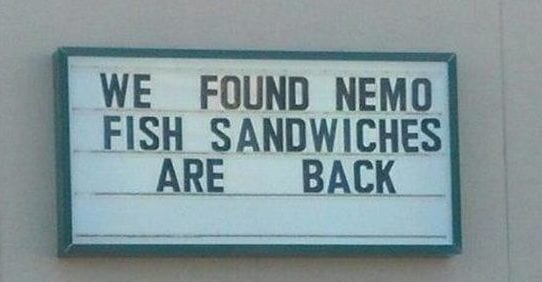 WE FOUND NEMO
FISH SANDWICHES
ARE BACK